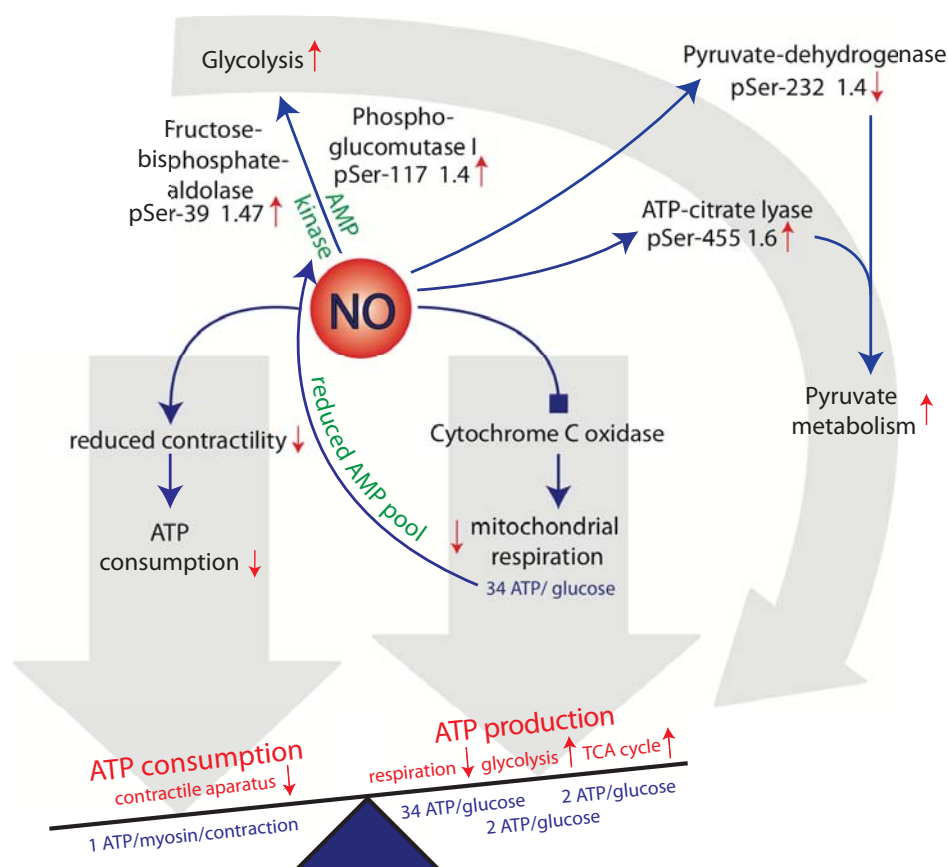 Glycolysis
Pyruvate-dehydrogenase
pSer-232 1.4
Fructose-
bisphosphate-
aldolase
pSer-39 1.47
Phospho-
glucomutase I
pSer-117 1.4
AMP
kinase
ATP-citrate lyase
pSer-455 1.6
NO
Pyruvate
metabolism
reduced contractility
reduced AMP pool
Cytochrome C oxidase
ATP
consumption
mitochondrial
respiration
34 ATP/ glucose
ATP consumption
contractile aparatus
1 ATP/myosin/contraction
ATP production
respiration glycolysis TCA cycle
34 ATP/glucose
2 ATP/glucose
2 ATP/glucose